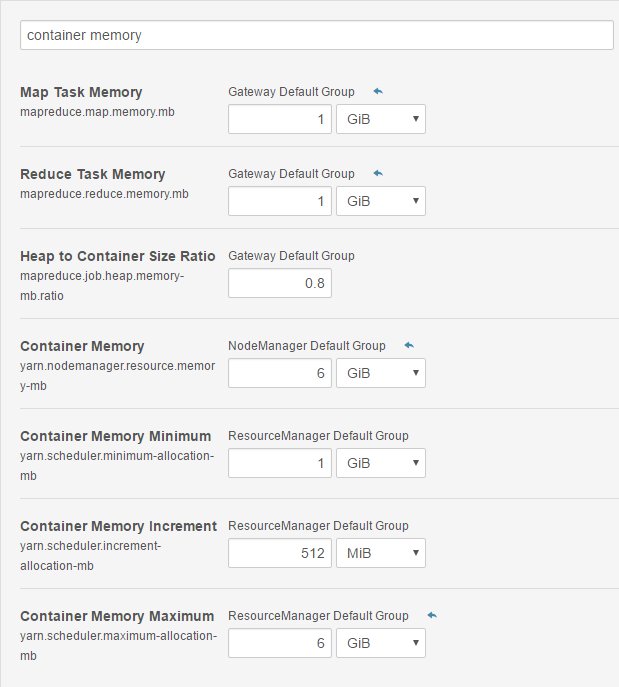 container memory
Map Task Memory
mapreduce.map.memory.mb
Gateway Default Group
1 GiB
Reduce Task Memory
mapreduce.reduce.memory.mb
Gateway Default Group
1 GiB
Heap to Container Size Ratio
mapreduce.job.heap.memory-
mb.ratio
Gateway Default Group
0.8
Container Memory
yarn.nodemanager.resource.memor
y-mb
NodeManager Default Group
6 GiB
Container Memory Minimum
yarn.scheduler.minimum-allocation-
mb
ResourceManager Default Group
1 GiB
Container Memory Increment
yarn.scheduler.increment-
allocation-mb
ResourceManager Default Group
512 MiB
Container Memory Maximum
yarn.scheduler.maximum-allocation-
mb
ResourceManager Default Group
6 GiB